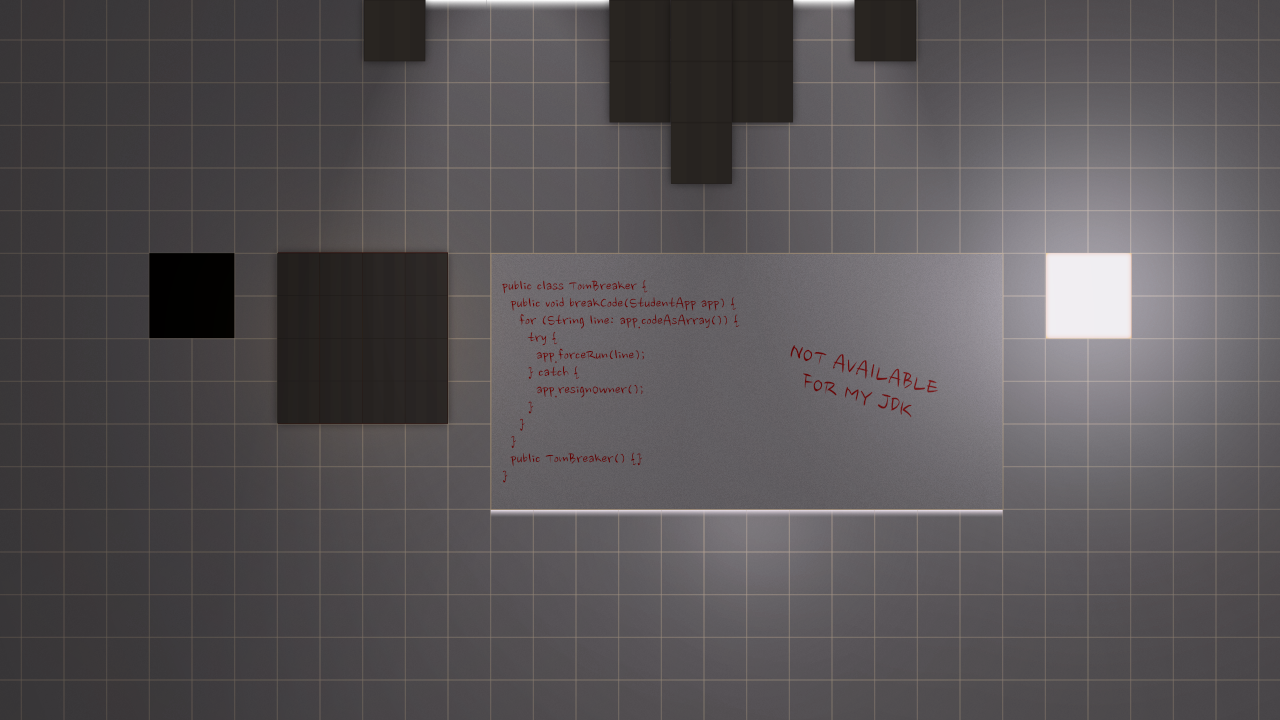 public class TomBreaker {
public void breakCode(StudentApp app) {
for (String line: app.codeAsArray()) {
try {
app.forceRun(line);
} catch {
app.resignOwner();
}
}
}
public TomBreaker() {}
}
NOT AVAILABLE
FOR MY JDK